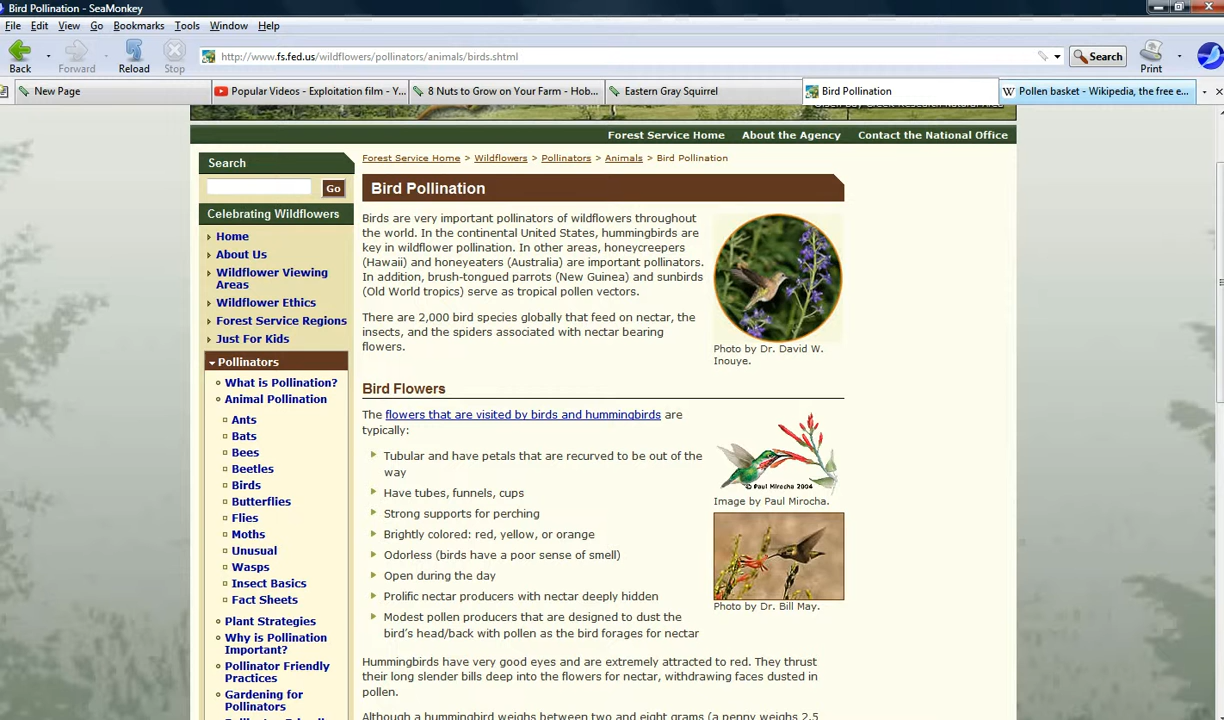 Bird Pollination - SeaMonkey
File Edit View Go Bookmarks Tools Window Help
Back Forward Reload Stop http://www.fs.fed.us/wildflowers/pollinators/animals/birds.shtml Search Print
New Page Popular Videos - Exploitation film - Y... 8 Nuts to Grow on Your Farm - Hob... Eastern Gray Squirrel Bird Pollination Pollen basket - Wikipedia, the free e...
Forest Service Home About the Agency Contact the National Office
Search
Go
Celebrating Wildflowers
Home
About Us
Wildflower Viewing
Areas
Wildflower Ethics
Forest Service Regions
Just For Kids
Pollinators
What is Pollination?
Animal Pollination
Ants
Bats
Bees
Beetles
Birds
Butterflies
Flies
Moths
Unusual
Wasps
Insect Basics
Fact Sheets
Plant Strategies
Why is Pollination
Important?
Pollinator Friendly
Practices
Gardening for
Pollinators
Forest Service Home > Wildflowers > Pollinators > Animals > Bird Pollination
Bird Pollination
Birds are very important pollinators of wildflowers throughout
the world. In the continental United States, hummingbirds are
key in wildflower pollination. In other areas, honeycreepers
(Hawaii) and honeyeaters (Australia) are important pollinators.
In addition, brush-tongued parrots (New Guinea) and sunbirds
(Old World tropics) serve as tropical pollen vectors.
There are 2,000 bird species globally that feed on nectar, the
insects, and the spiders associated with nectar bearing
flowers.
Photo by Dr. David W.
Inouye.
Bird Flowers
The flowers that are visited by birds and hummingbirds are
typically:
Tubular and have petals that are recurved to be out of the
way
Have tubes, funnels, cups
Strong supports for perching
Brightly colored: red, yellow, or orange
Odorless (birds have a poor sense of smell)
Open during the day
Prolific nectar producers with nectar deeply hidden
Modest pollen producers that are designed to dust the
bird's head/back with pollen as the bird forages for nectar
© Paul Mirocha 2004
Image by Paul Mirocha.
Photo by Dr. Bill May.
Hummingbirds have very good eyes and are extremely attracted to red. They thrust
their long slender bills deep into the flowers for nectar, withdrawing faces dusted in
pollen.
Although a hummingbird weighs between two and eight grams (a penny weighs 2.5